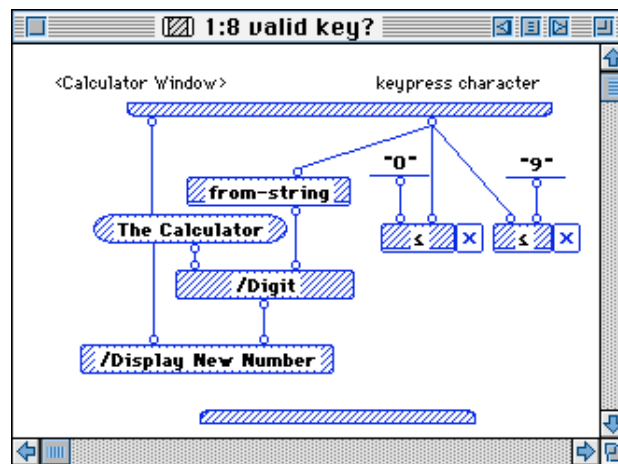 1:8 valid key?
<Calculator Window> keypress character
"0" "9"
from-string
The Calculator
≤ × ≤ ×
/Digit
/Display New Number